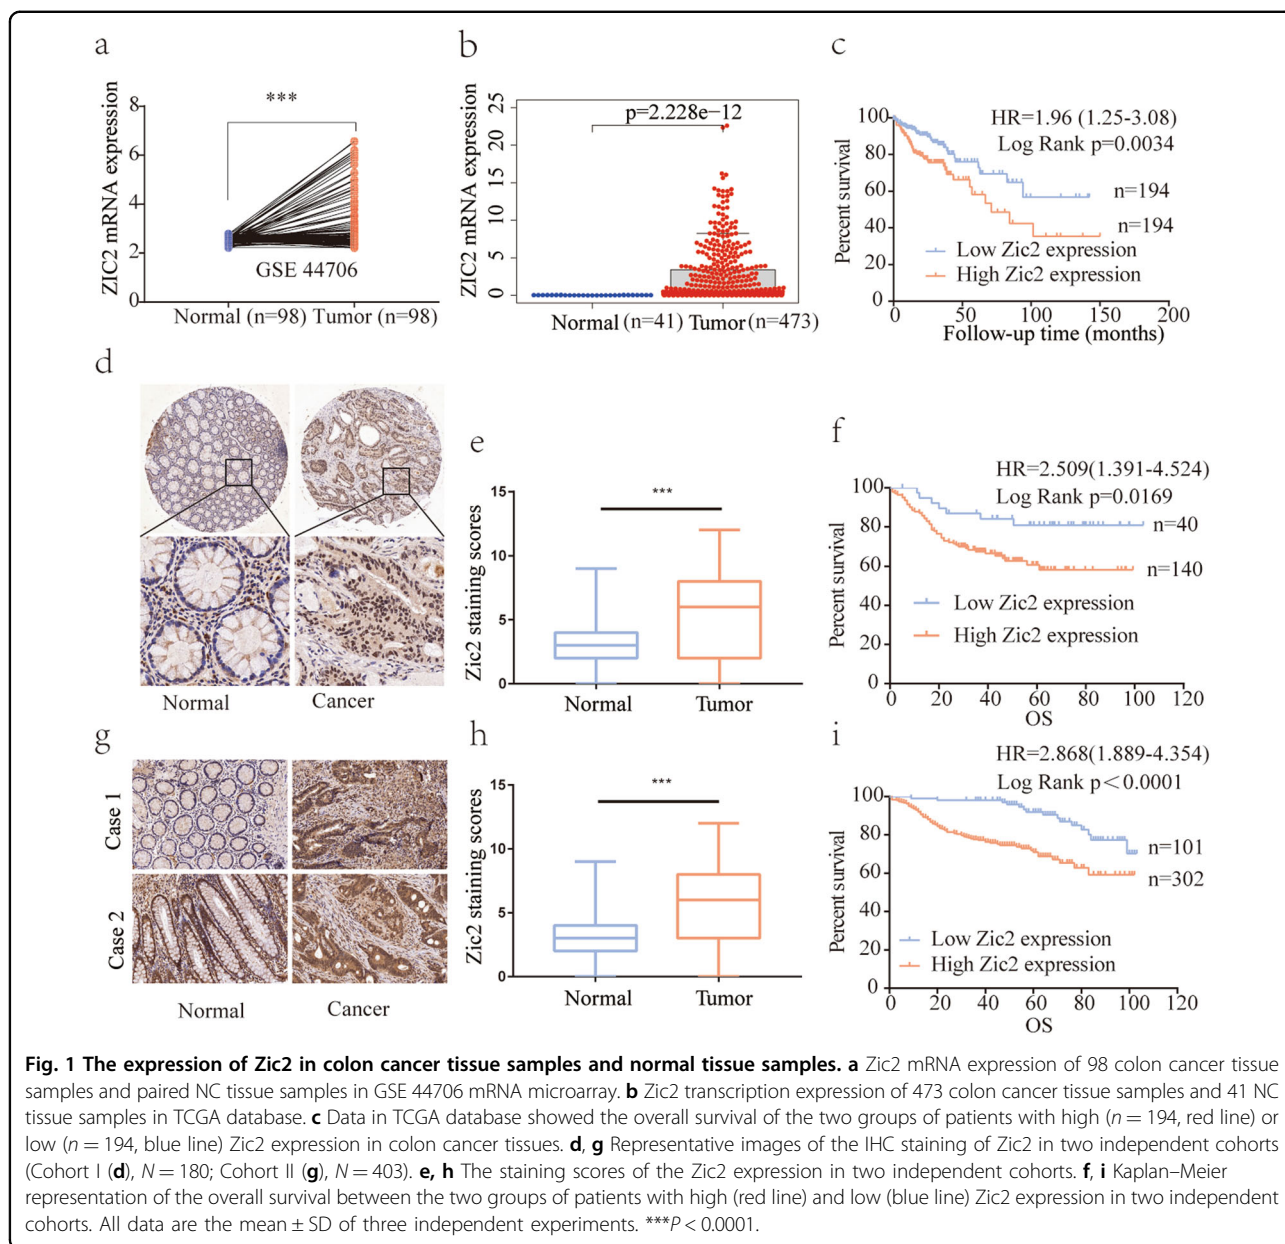 a
ZIC2 mRNA expression
8
6
4
2
0
***
GSE 44706
Normal (n=98) Tumor (n=98)
b
ZIC2 mRNA expression
25
20
15
10
5
0
p=2.228e−12
Normal (n=41) Tumor (n=473)
c
Percent survival
100
80
60
40
20
0
HR=1.96 (1.25-3.08)
Log Rank p=0.0034
n=194
n=194
Low Zic2 expression
High Zic2 expression
0 50 100 150 200
Follow-up time (months)
d
Normal Cancer
e
Zic2 staining scores
15
10
5
0
***
Normal Tumor
f
HR=2.509(1.391-4.524)
Log Rank p=0.0169
Percent survival
100
80
60
40
20
0
n=40
n=140
Low Zic2 expression
High Zic2 expression
0 20 40 60 80 100 120
OS
g
Case 1
Case 2
Normal Cancer
h
Zic2 staining scores
15
10
5
0
***
Normal Tumor
i
HR=2.868(1.889-4.354)
Log Rank p<0.0001
Percent survival
100
80
60
40
20
0
n=101
n=302
Low Zic2 expression
High Zic2 expression
0 20 40 60 80 100 120
OS
Fig. 1 The expression of Zic2 in colon cancer tissue samples and normal tissue samples. a Zic2 mRNA expression of 98 colon cancer tissue
samples and paired NC tissue samples in GSE 44706 mRNA microarray. b Zic2 transcription expression of 473 colon cancer tissue samples and 41 NC
tissue samples in TCGA database. c Data in TCGA database showed the overall survival of the two groups of patients with high (n = 194, red line) or
low (n = 194, blue line) Zic2 expression in colon cancer tissues. d, g Representative images of the IHC staining of Zic2 in two independent cohorts
(Cohort I (d), N = 180; Cohort II (g), N = 403). e, h The staining scores of the Zic2 expression in two independent cohorts. f, i Kaplan–Meier
representation of the overall survival between the two groups of patients with high (red line) and low (blue line) Zic2 expression in two independent
cohorts. All data are the mean ± SD of three independent experiments. ***P < 0.0001.